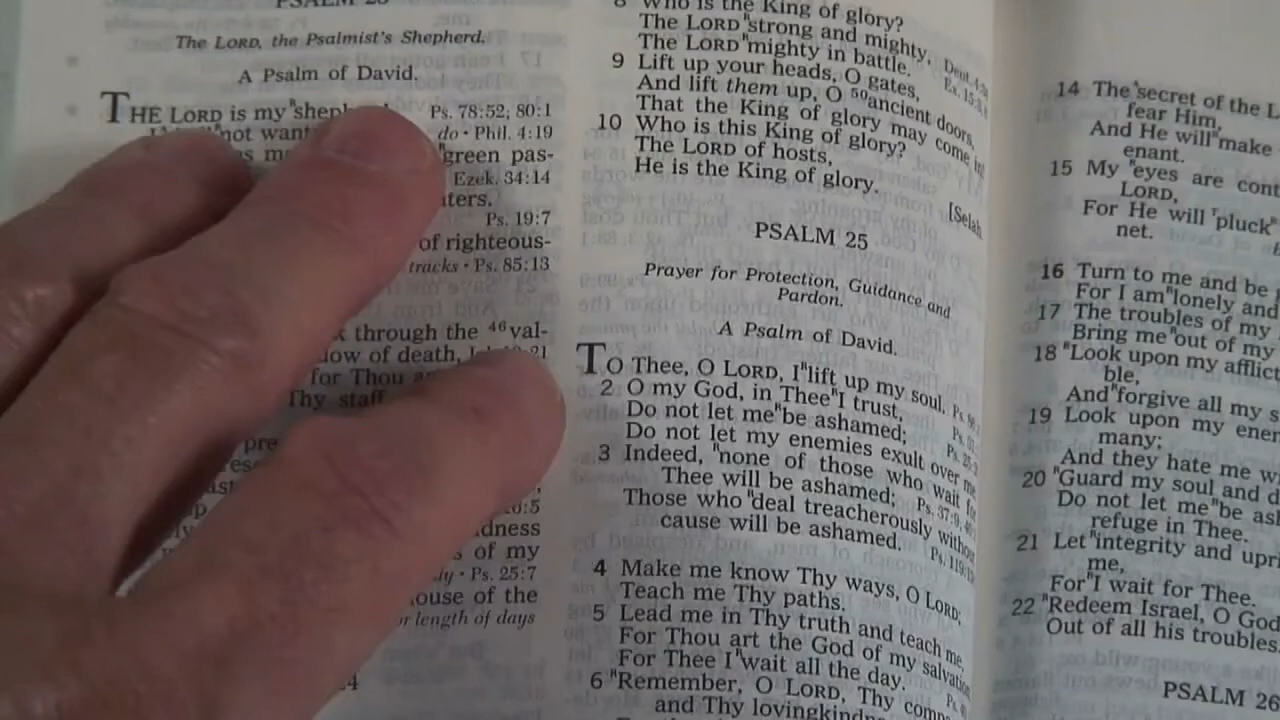 The LORD, the Psalmist's Shepherd.
A Psalm of David.
THE LORD is my shep Ps. 78:52; 80:1
not want do • Phil. 4:19
green pas-
Ezek. 34:14
Ps. 19:7
of righteous-
tracks • Ps. 85:13
through the 46val-
of death,
for Thou
Thy staff
of my
Ps. 25:7
of the
length of days
Who is the King of glory?
The LORD strong and mighty,
The LORD mighty in battle.
9 Lift up your heads, O gates,
And lift them up, O 50ancient doors,
That the King of glory may come
10 Who is this King of glory?
The LORD of hosts,
He is the King of glory.
[Selah
PSALM 25
Prayer for Protection, Guidance and
Pardon.
A Psalm of David.
TO Thee, O LORD, I lift up my soul.
2 O my God, in Thee I trust,
Do not let me be ashamed;
Do not let my enemies exult over me
3 Indeed, none of those who wait for
Thee will be ashamed;
Those who deal treacherously without
cause will be ashamed.
4 Make me know Thy ways, O LORD;
Teach me Thy paths.
5 Lead me in Thy truth and teach me,
For Thou art the God of my salvation
For Thee I wait all the day.
6 Remember, O LORD, Thy
and Thy
14 The secret of the L
fear Him,
And He will make
enant.
15 My eyes are cont
LORD,
For He will pluck
net.
16 Turn to me and be
For I am lonely and
17 The troubles of my
Bring me out of my
18 Look upon my afflict
ble,
And forgive all my s
19 Look upon my ener
many;
And they hate me w
20 Guard my soul and d
Do not let me be as
refuge in Thee.
21 Let integrity and upri
me,
For I wait for Thee.
22 Redeem Israel, O God
Out of all his troubles.
PSALM 26